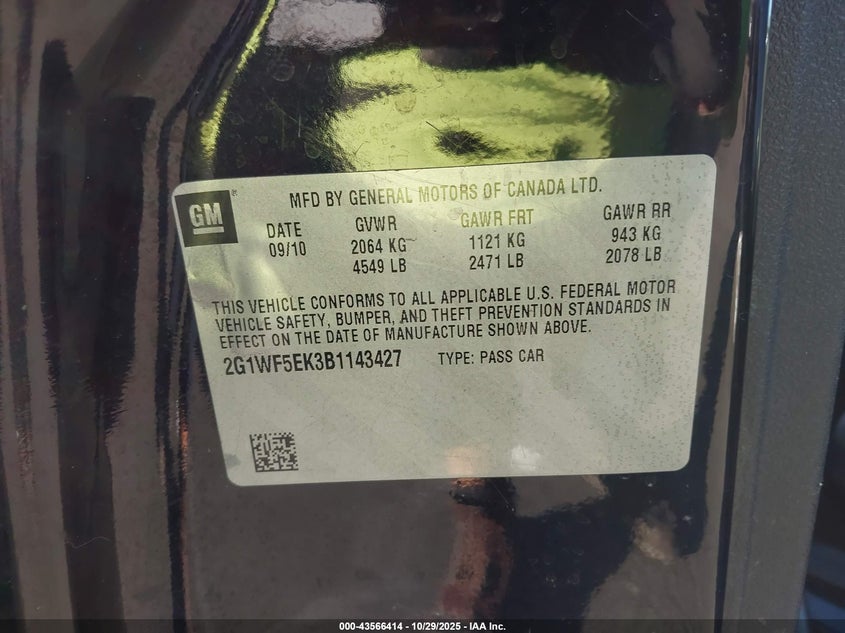 GM
MFD BY GENERAL MOTORS OF CANADA LTD.
DATE GVWR GAWR FRT GAWR RR
09/10 2064 KG 1121 KG 943 KG
4549 LB 2471 LB 2078 LB
THIS VEHICLE CONFORMS TO ALL APPLICABLE U.S. FEDERAL MOTOR
VEHICLE SAFETY, BUMPER, AND THEFT PREVENTION STANDARDS IN
EFFECT ON THE DATE OF MANUFACTURE SHOWN ABOVE.
2G1WF5EK3B1143427 TYPE: PASS CAR
000-43566414 • 10/29/2025 - IAA Inc.